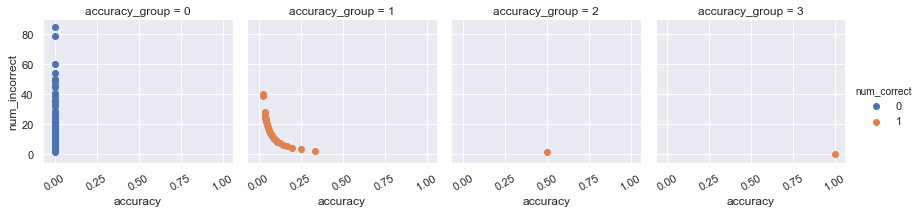 accuracy_group = 0
accuracy_group = 1
accuracy_group = 2
accuracy_group = 3
80
60
40
20
0
num_incorrect
0.00 0.25 0.50 0.75 1.00
0.00 0.25 0.50 0.75 1.00
0.00 0.25 0.50 0.75 1.00
0.00 0.25 0.50 0.75 1.00
accuracy
accuracy
accuracy
accuracy
num_correct
0
1